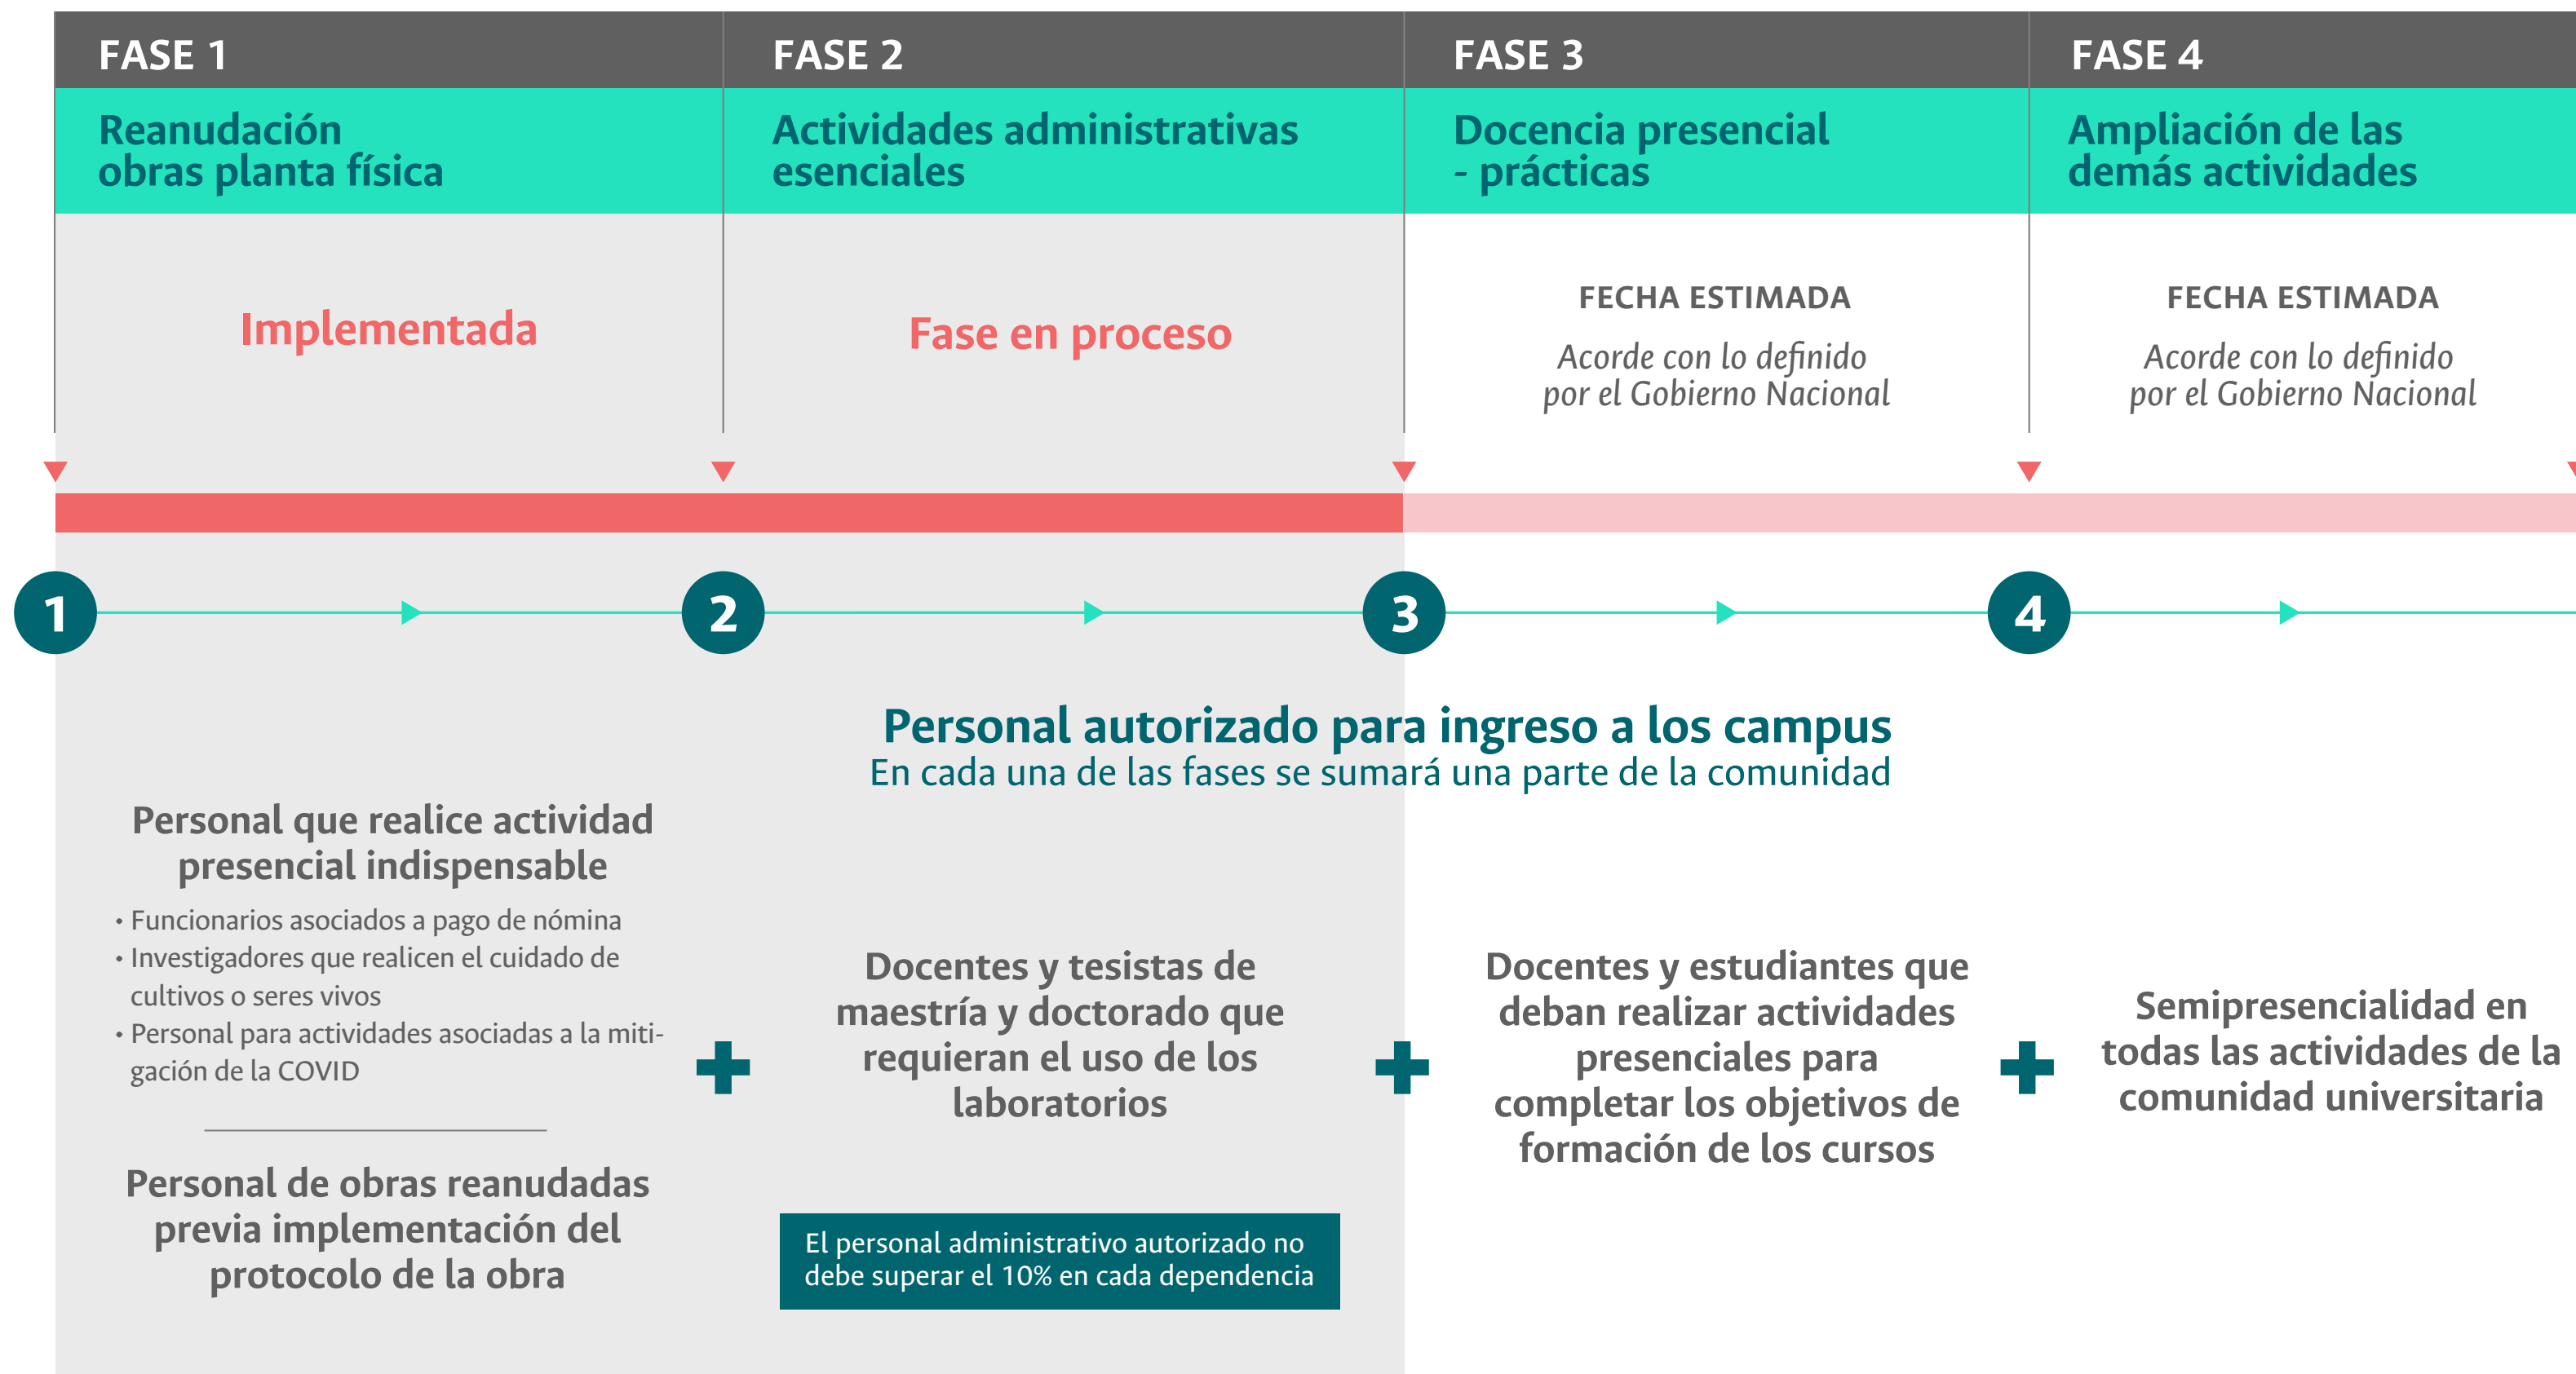 FASE 1
FASE 2
FASE 3
FASE 4
Reanudación
obras planta física
Actividades administrativas
esenciales
Docencia presencial
- prácticas
Ampliación de las
demás actividades
Implementada
Fase en proceso
FECHA ESTIMADA
Acorde con lo definido
por el Gobierno Nacional
FECHA ESTIMADA
Acorde con lo definido
por el Gobierno Nacional
1
2
3
4
Personal autorizado para ingreso a los campus
En cada una de las fases se sumará una parte de la comunidad
Personal que realice actividad
presencial indispensable
• Funcionarios asociados a pago de nómina
• Investigadores que realicen el cuidado de
cultivos o seres vivos
• Personal para actividades asociadas a la miti-
gación de la COVID
Personal de obras reanudadas
previa implementación del
protocolo de la obra
Docentes y tesistas de
maestría y doctorado que
requieran el uso de los
laboratorios
El personal administrativo autorizado no
debe superar el 10% en cada dependencia
Docentes y estudiantes que
deban realizar actividades
presenciales para
completar los objetivos de
formación de los cursos
Semipresencialidad en
todas las actividades de la
comunidad universitaria